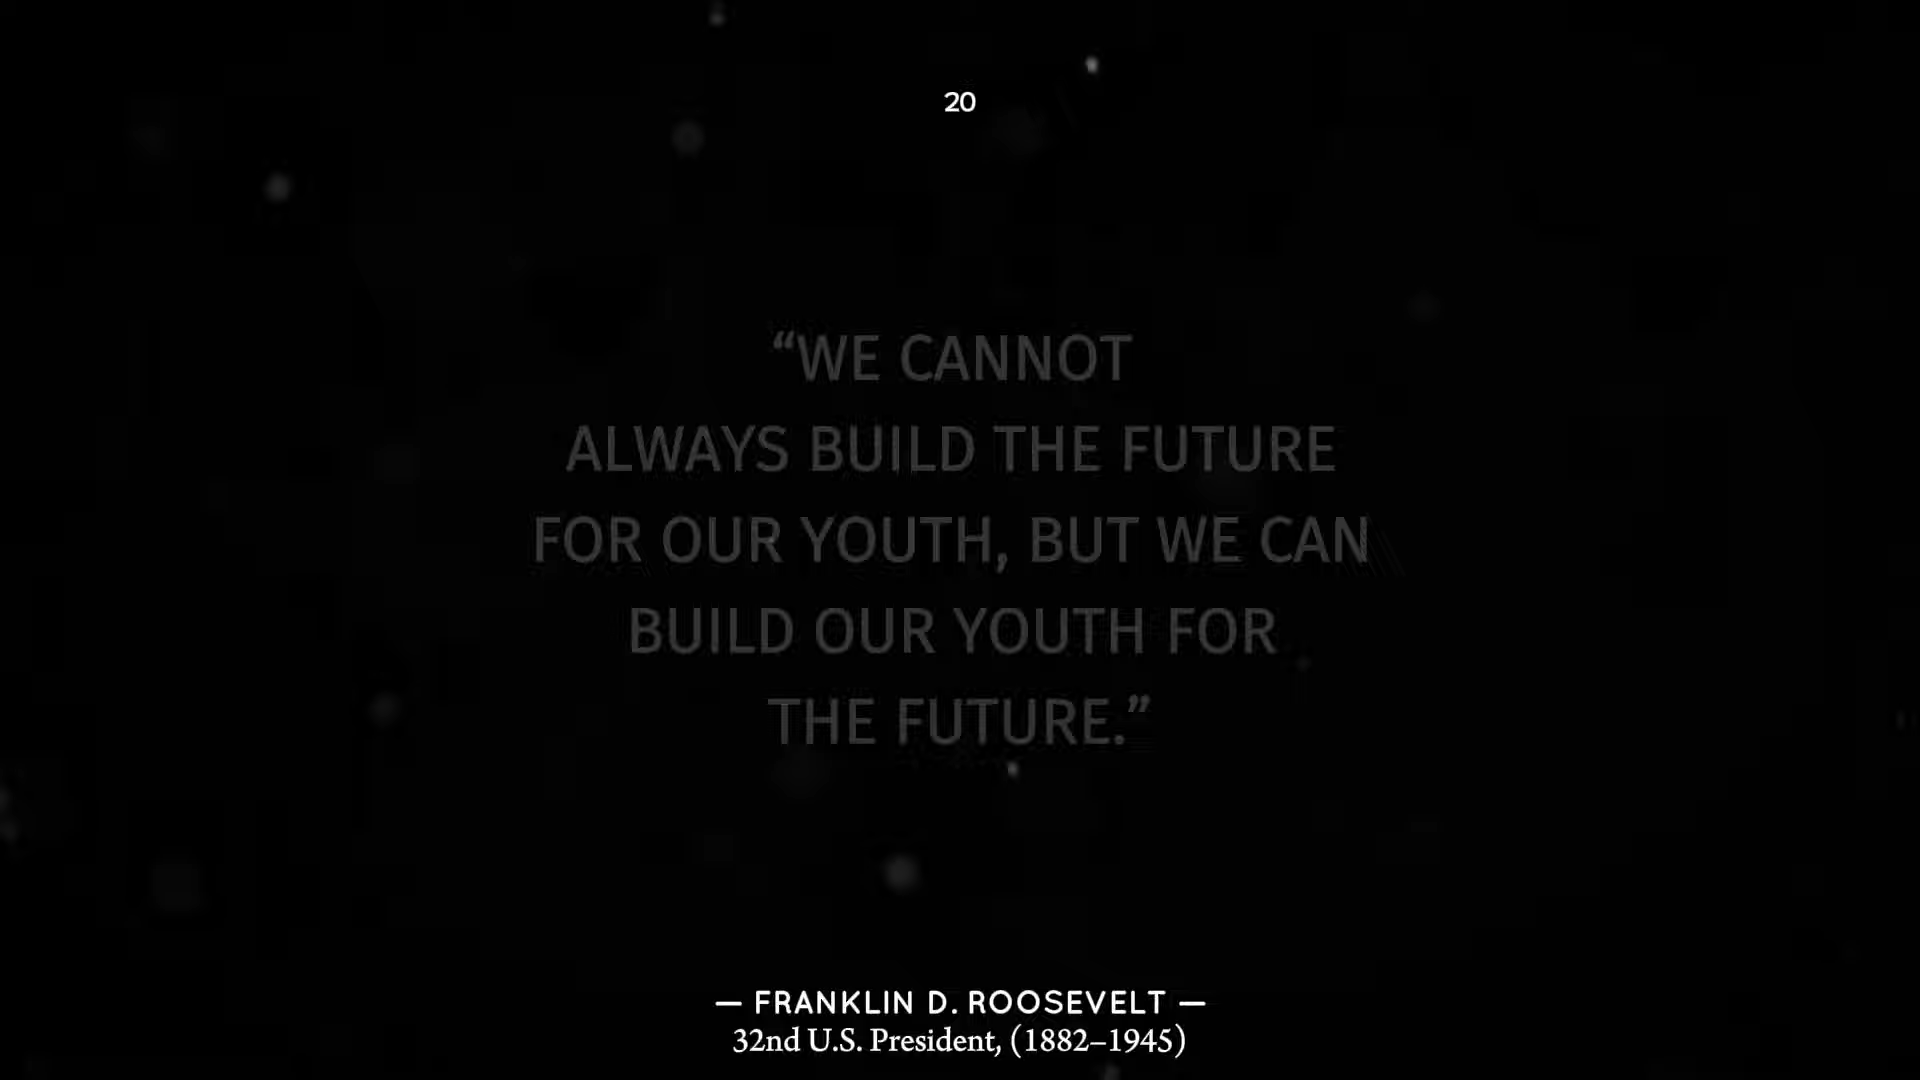 20
“WE CANNOT
ALWAYS BUILD THE FUTURE
FOR OUR YOUTH, BUT WE CAN
BUILD OUR YOUTH FOR
THE FUTURE.”
— FRANKLIN D. ROOSEVELT —
32nd U.S. President, (1882–1945)